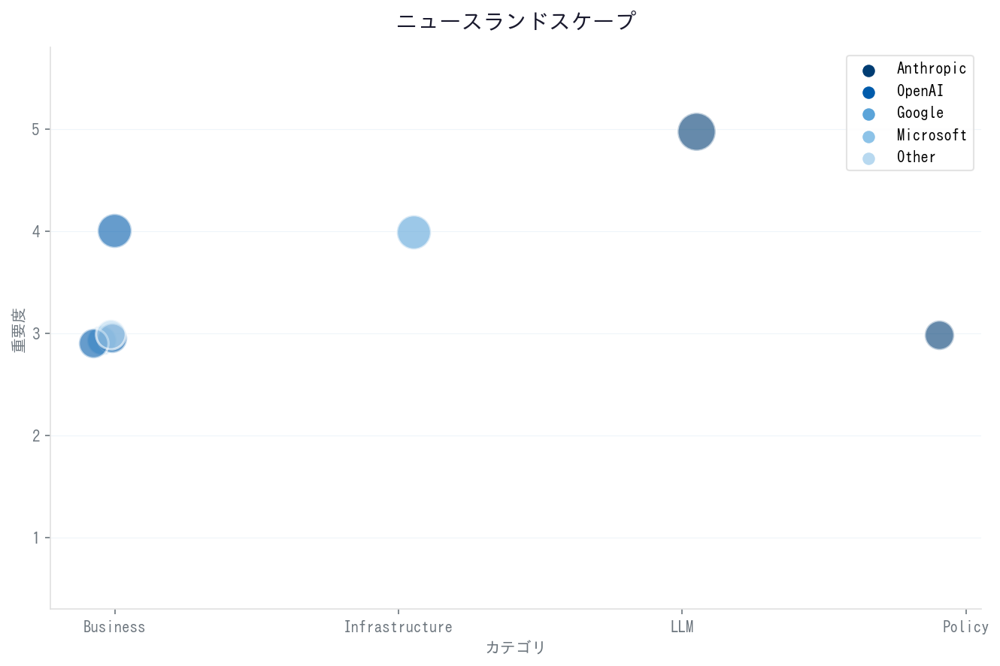 ニュースランドスケープ
Anthropic
OpenAI
Google
Microsoft
Other
5
4
3
2
1
重要度
Business
Infrastructure
LLM
Policy
カテゴリ